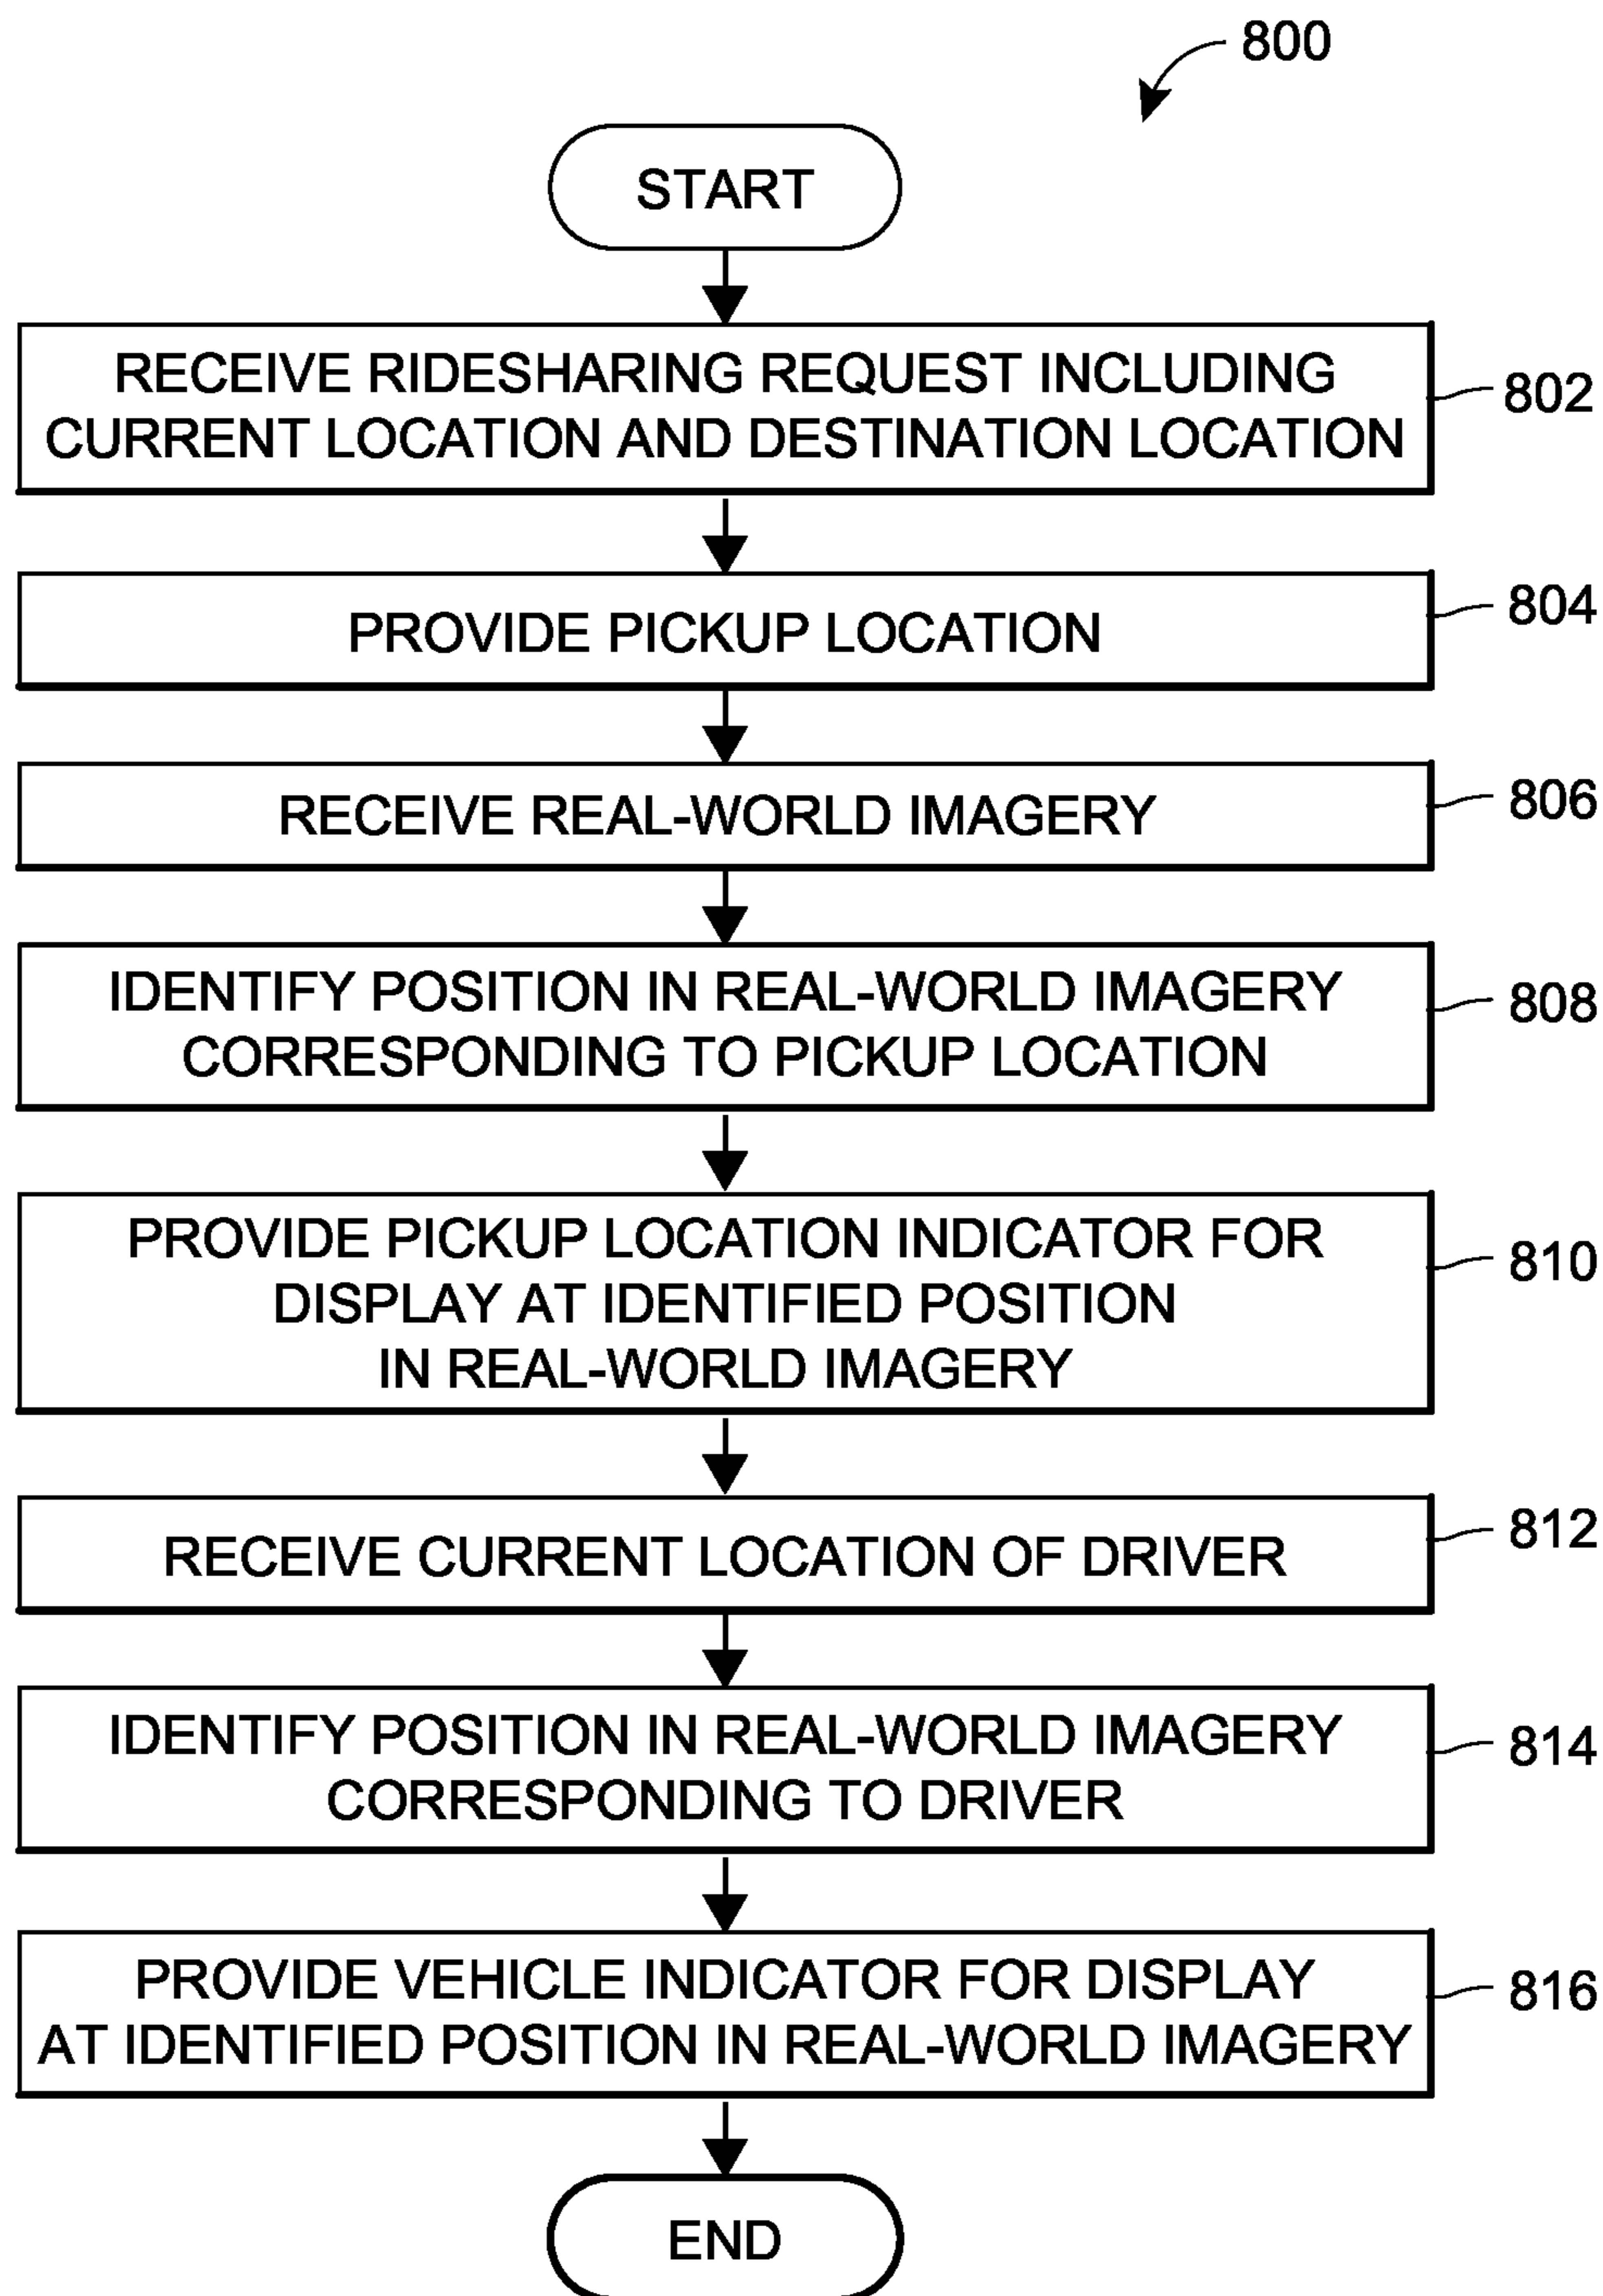 800
START
RECEIVE RIDESHARING REQUEST INCLUDING
CURRENT LOCATION AND DESTINATION LOCATION
802
PROVIDE PICKUP LOCATION
804
RECEIVE REAL-WORLD IMAGERY
806
IDENTIFY POSITION IN REAL-WORLD IMAGERY
CORRESPONDING TO PICKUP LOCATION
808
PROVIDE PICKUP LOCATION INDICATOR FOR
DISPLAY AT IDENTIFIED POSITION
IN REAL-WORLD IMAGERY
810
RECEIVE CURRENT LOCATION OF DRIVER
812
IDENTIFY POSITION IN REAL-WORLD IMAGERY
CORRESPONDING TO DRIVER
814
PROVIDE VEHICLE INDICATOR FOR DISPLAY
AT IDENTIFIED POSITION IN REAL-WORLD IMAGERY
816
END